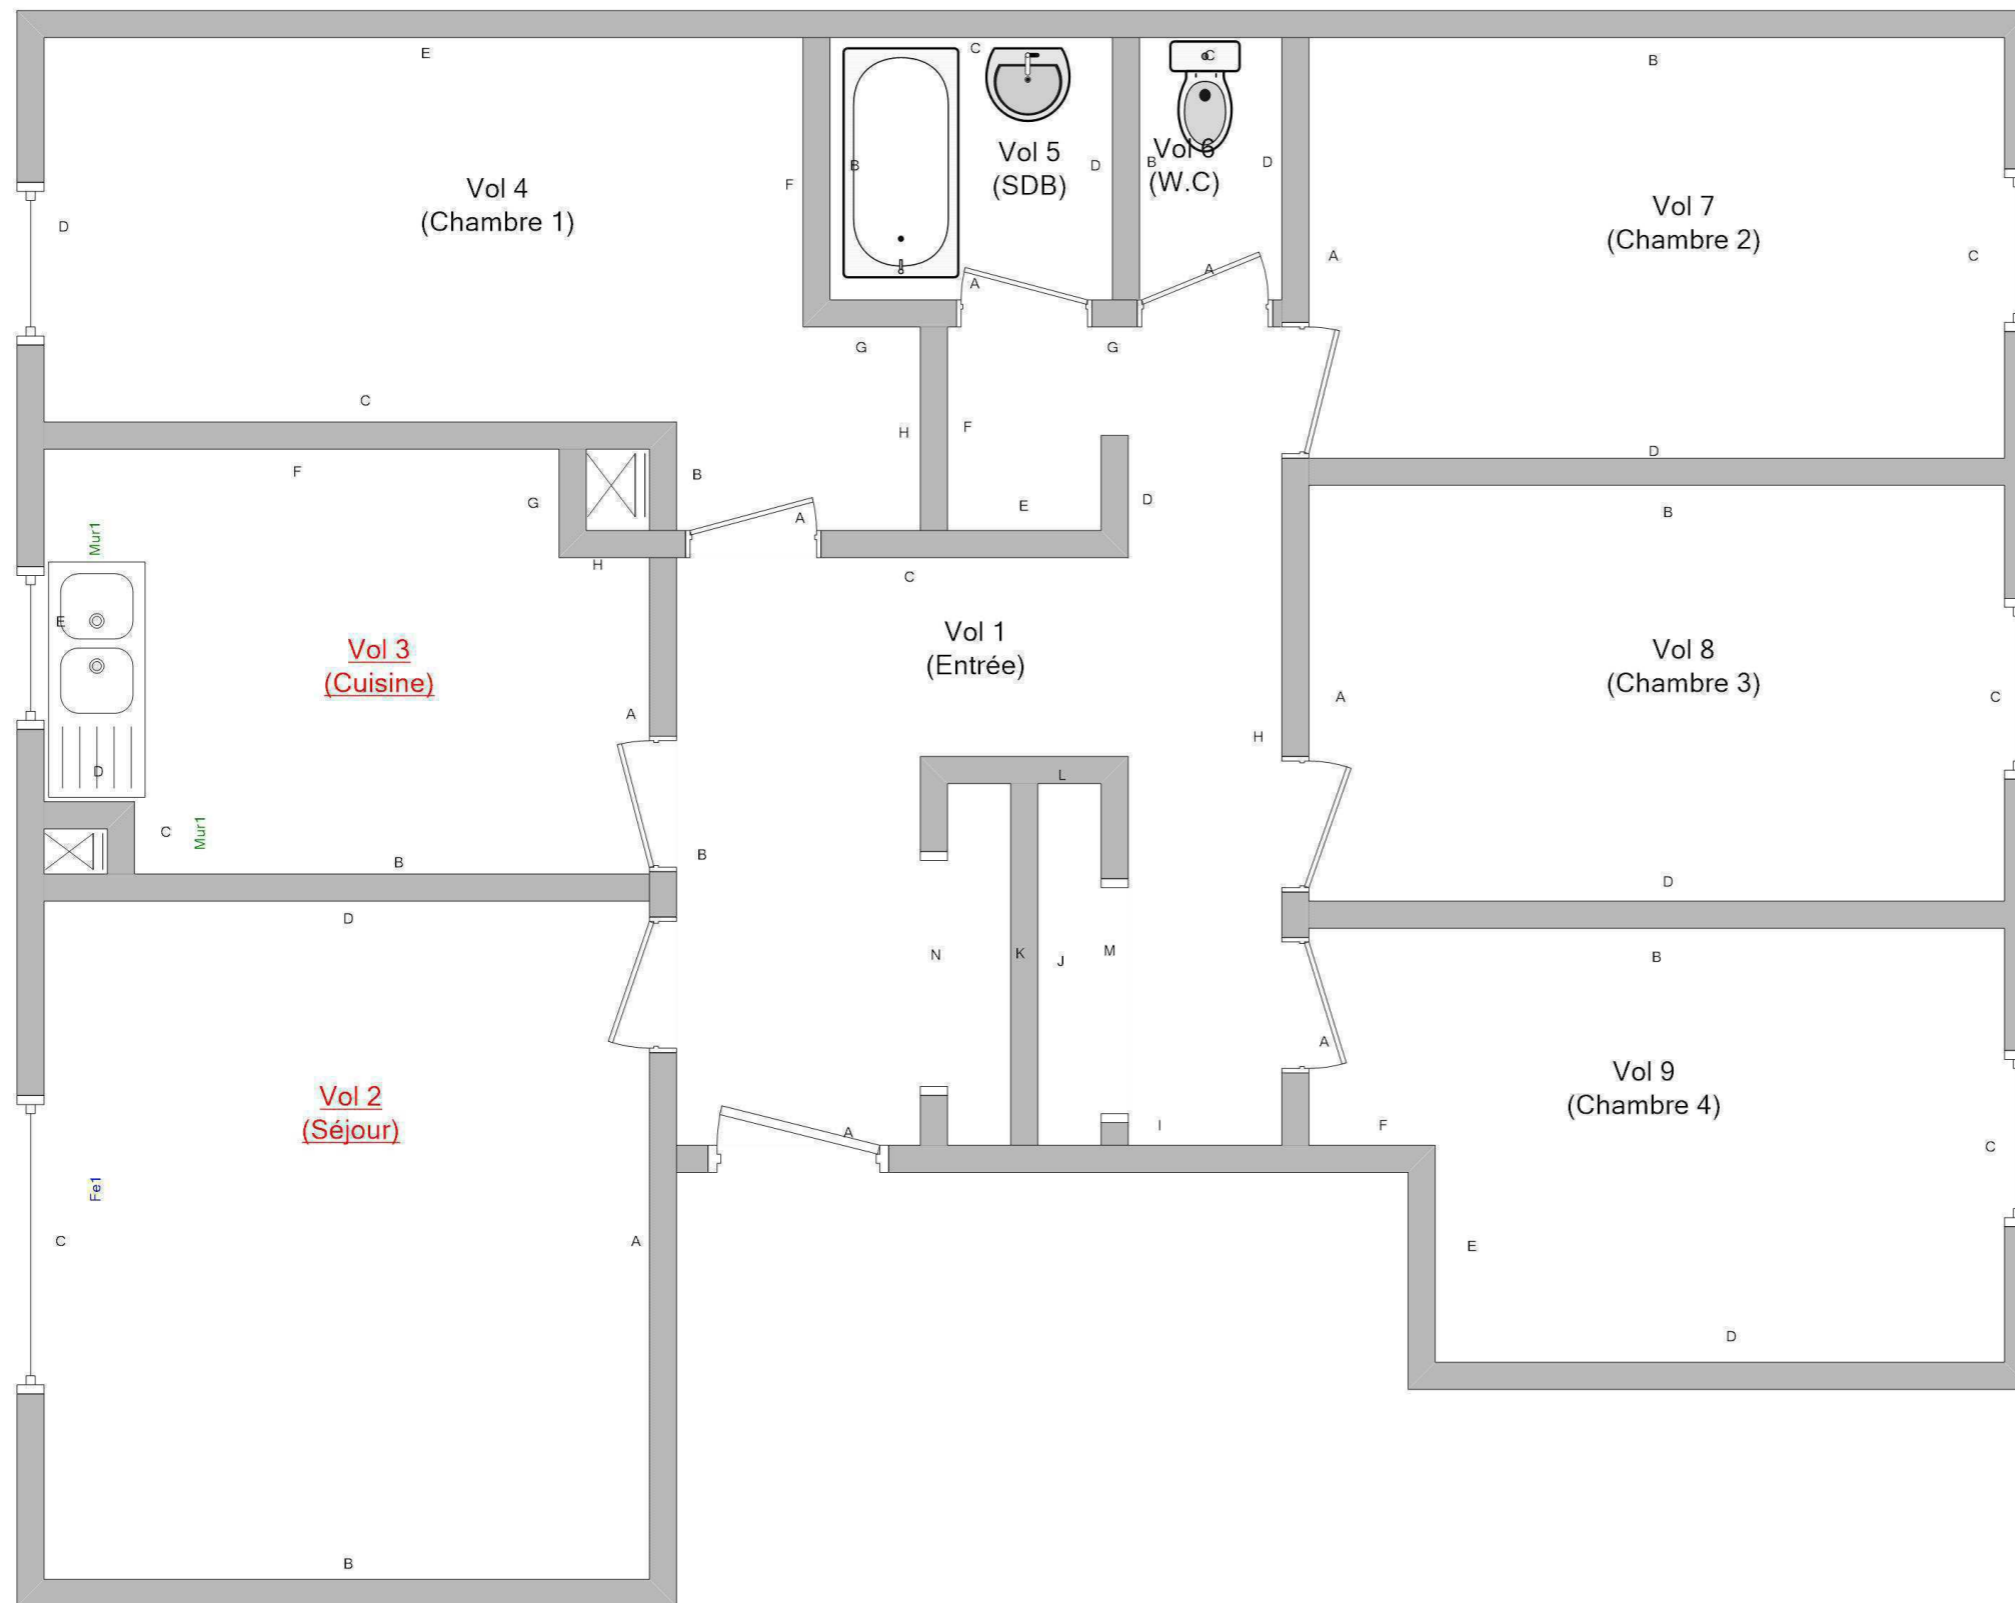 E
C
C
B
Vol 4
(Chambre 1)
F
B
Vol 5
(SDB)
D
B
Vol 6
(W.C)
D
Vol 7
(Chambre 2)
D
A
C
A
A
G
G
C
H
F
F
B
D
G
E
D
A
B
Mur1
H
C
E
Vol 3
(Cuisine)
Vol 1
(Entrée)
Vol 8
(Chambre 3)
A
A
C
H
D
L
C
Mur1
B
B
D
D
N
K
J
M
B
Vol 2
(Séjour)
A
I
A
F
Vol 9
(Chambre 4)
C
Fe1
C
A
E
D
B